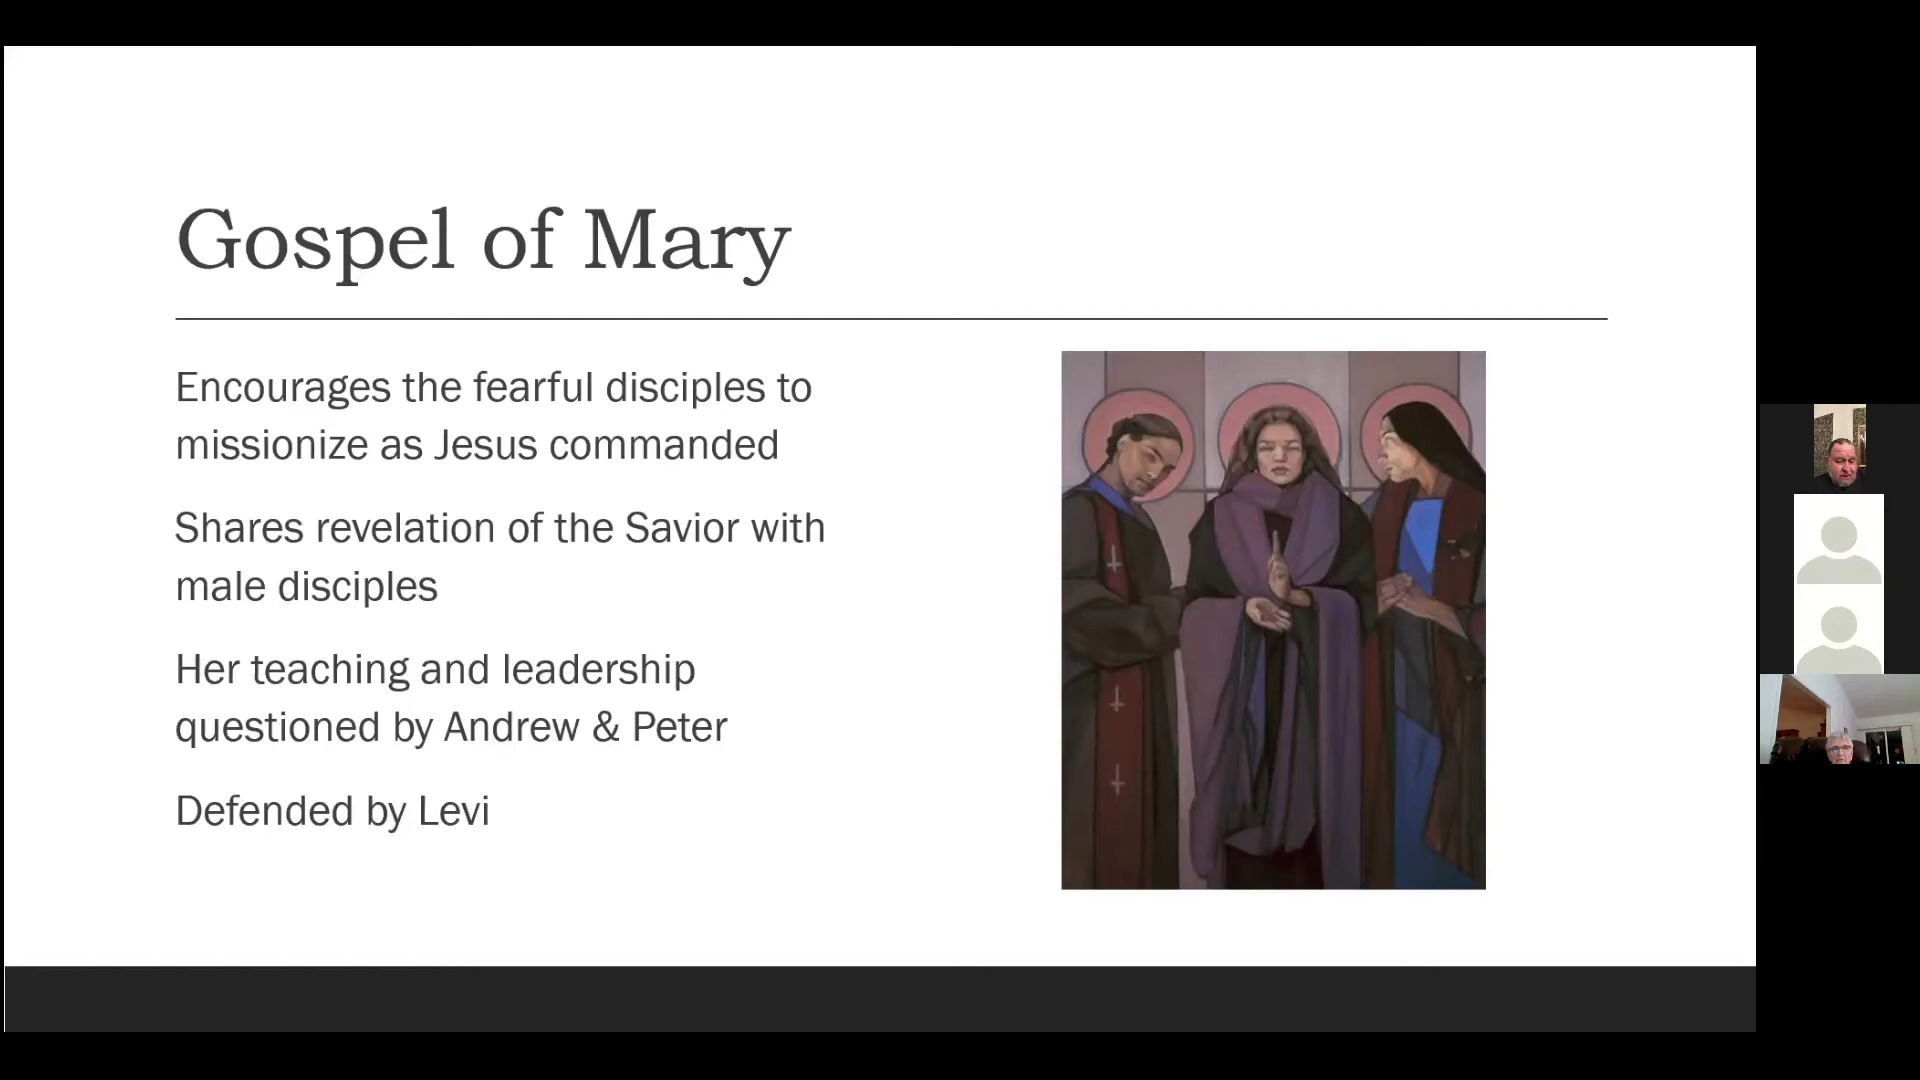 Gospel of Mary
Encourages the fearful disciples to
missionize as Jesus commanded
Shares revelation of the Savior with
male disciples
Her teaching and leadership
questioned by Andrew & Peter
Defended by Levi